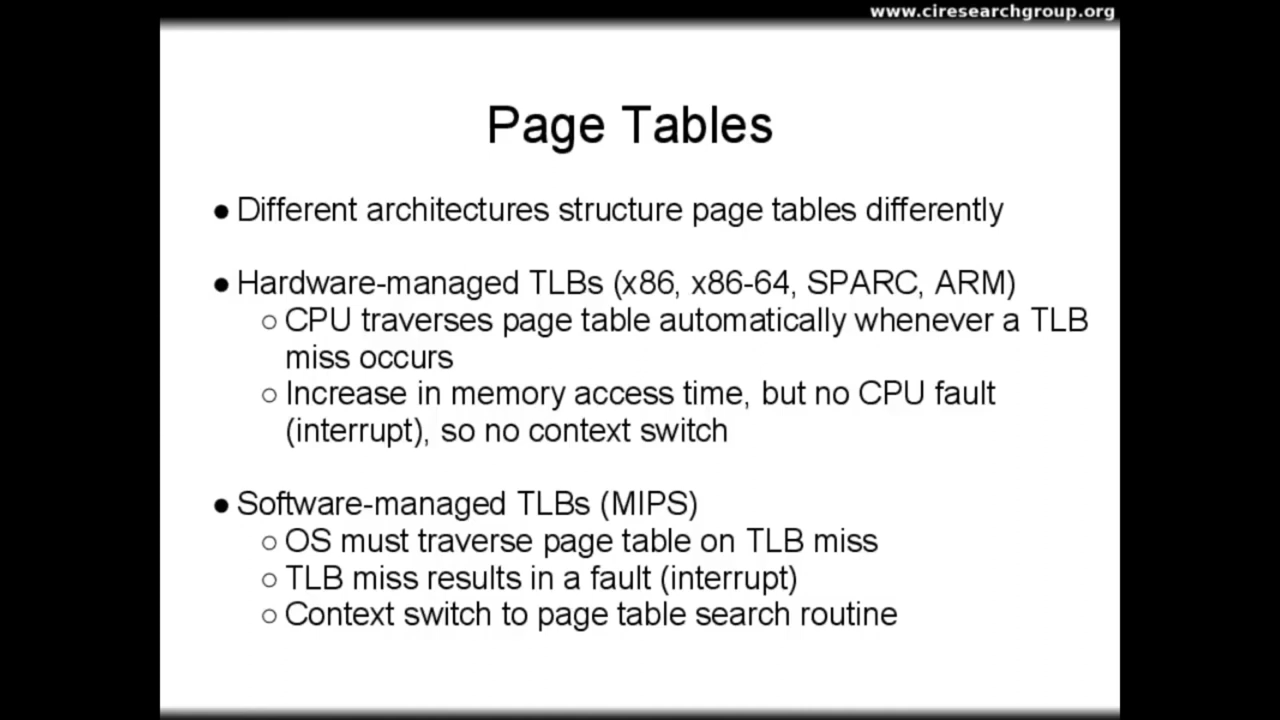 www.ciresearchgroup.org
Page Tables
● Different architectures structure page tables differently
● Hardware-managed TLBs (x86, x86-64, SPARC, ARM)
○ CPU traverses page table automatically whenever a TLB
miss occurs
○ Increase in memory access time, but no CPU fault
(interrupt), so no context switch
● Software-managed TLBs (MIPS)
○ OS must traverse page table on TLB miss
○ TLB miss results in a fault (interrupt)
○ Context switch to page table search routine